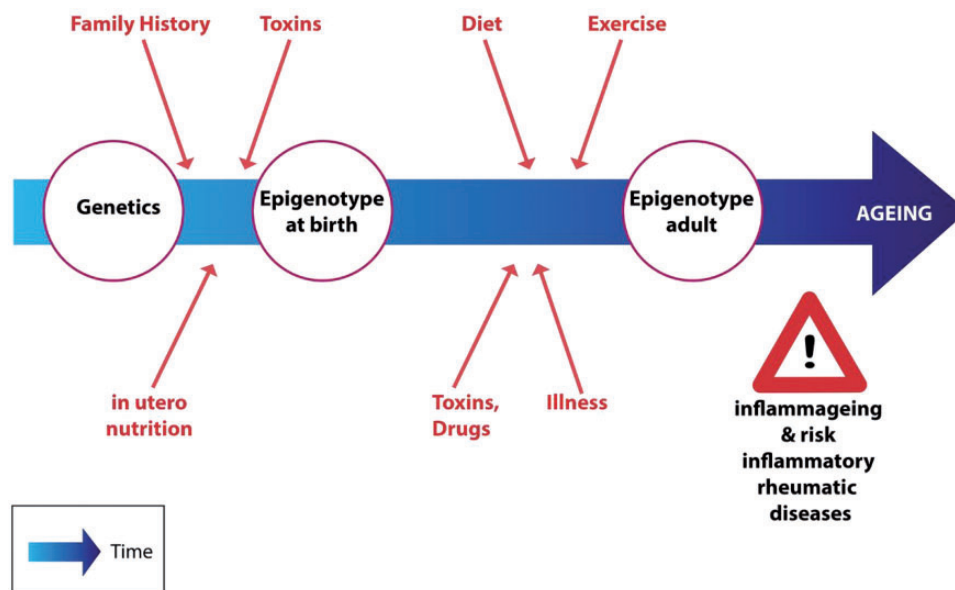 Family History
Toxins
Diet
Exercise
Genetics
Epigenotype
at birth
Epigenotype
adult
AGEING
in utero
nutrition
Toxins,
Drugs
Illness
!
inflammageing
& risk
inflammatory
rheumatic
diseases
Time